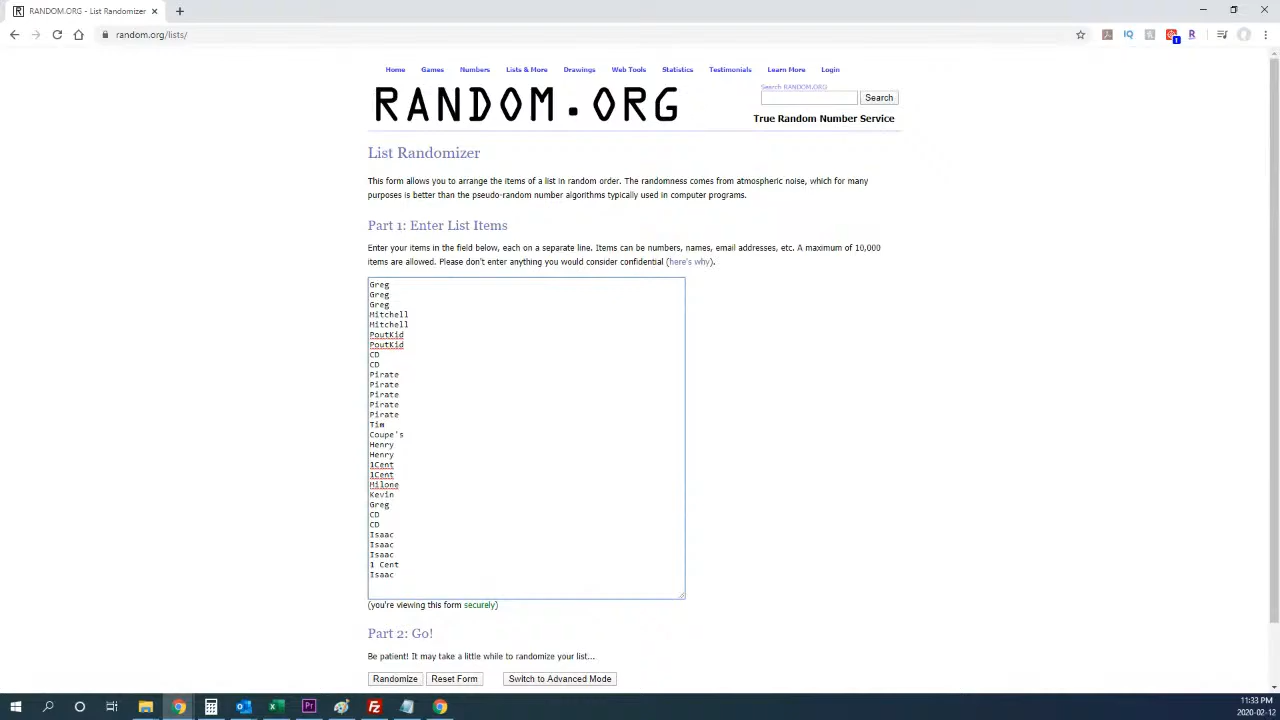 RANDOM.ORG - List Randomizer
random.org/lists/
Home Games Numbers Lists & More Drawings Web Tools Statistics Testimonials Learn More Login
RANDOM.ORG
Search RANDOM.ORG
Search
True Random Number Service
List Randomizer
This form allows you to arrange the items of a list in random order. The randomness comes from atmospheric noise, which for many
purposes is better than the pseudo-random number algorithms typically used in computer programs.
Part 1: Enter List Items
Enter your items in the field below, each on a separate line. Items can be numbers, names, email addresses, etc. A maximum of 10,000
items are allowed. Please don't enter anything you would consider confidential (here's why).
Greg
Greg
Greg
Mitchell
Mitchell
PoutKid
PoutKid
CD
CD
Pirate
Pirate
Pirate
Pirate
Pirate
Tim
Coupe's
Henry
Henry
1Cent
1Cent
Milone
Kevin
Greg
CD
CD
Isaac
Isaac
Isaac
1 Cent
Isaac
(you're viewing this form securely)
Part 2: Go!
Be patient! It may take a little while to randomize your list...
Randomize Reset Form Switch to Advanced Mode
11:33 PM
2020-02-12